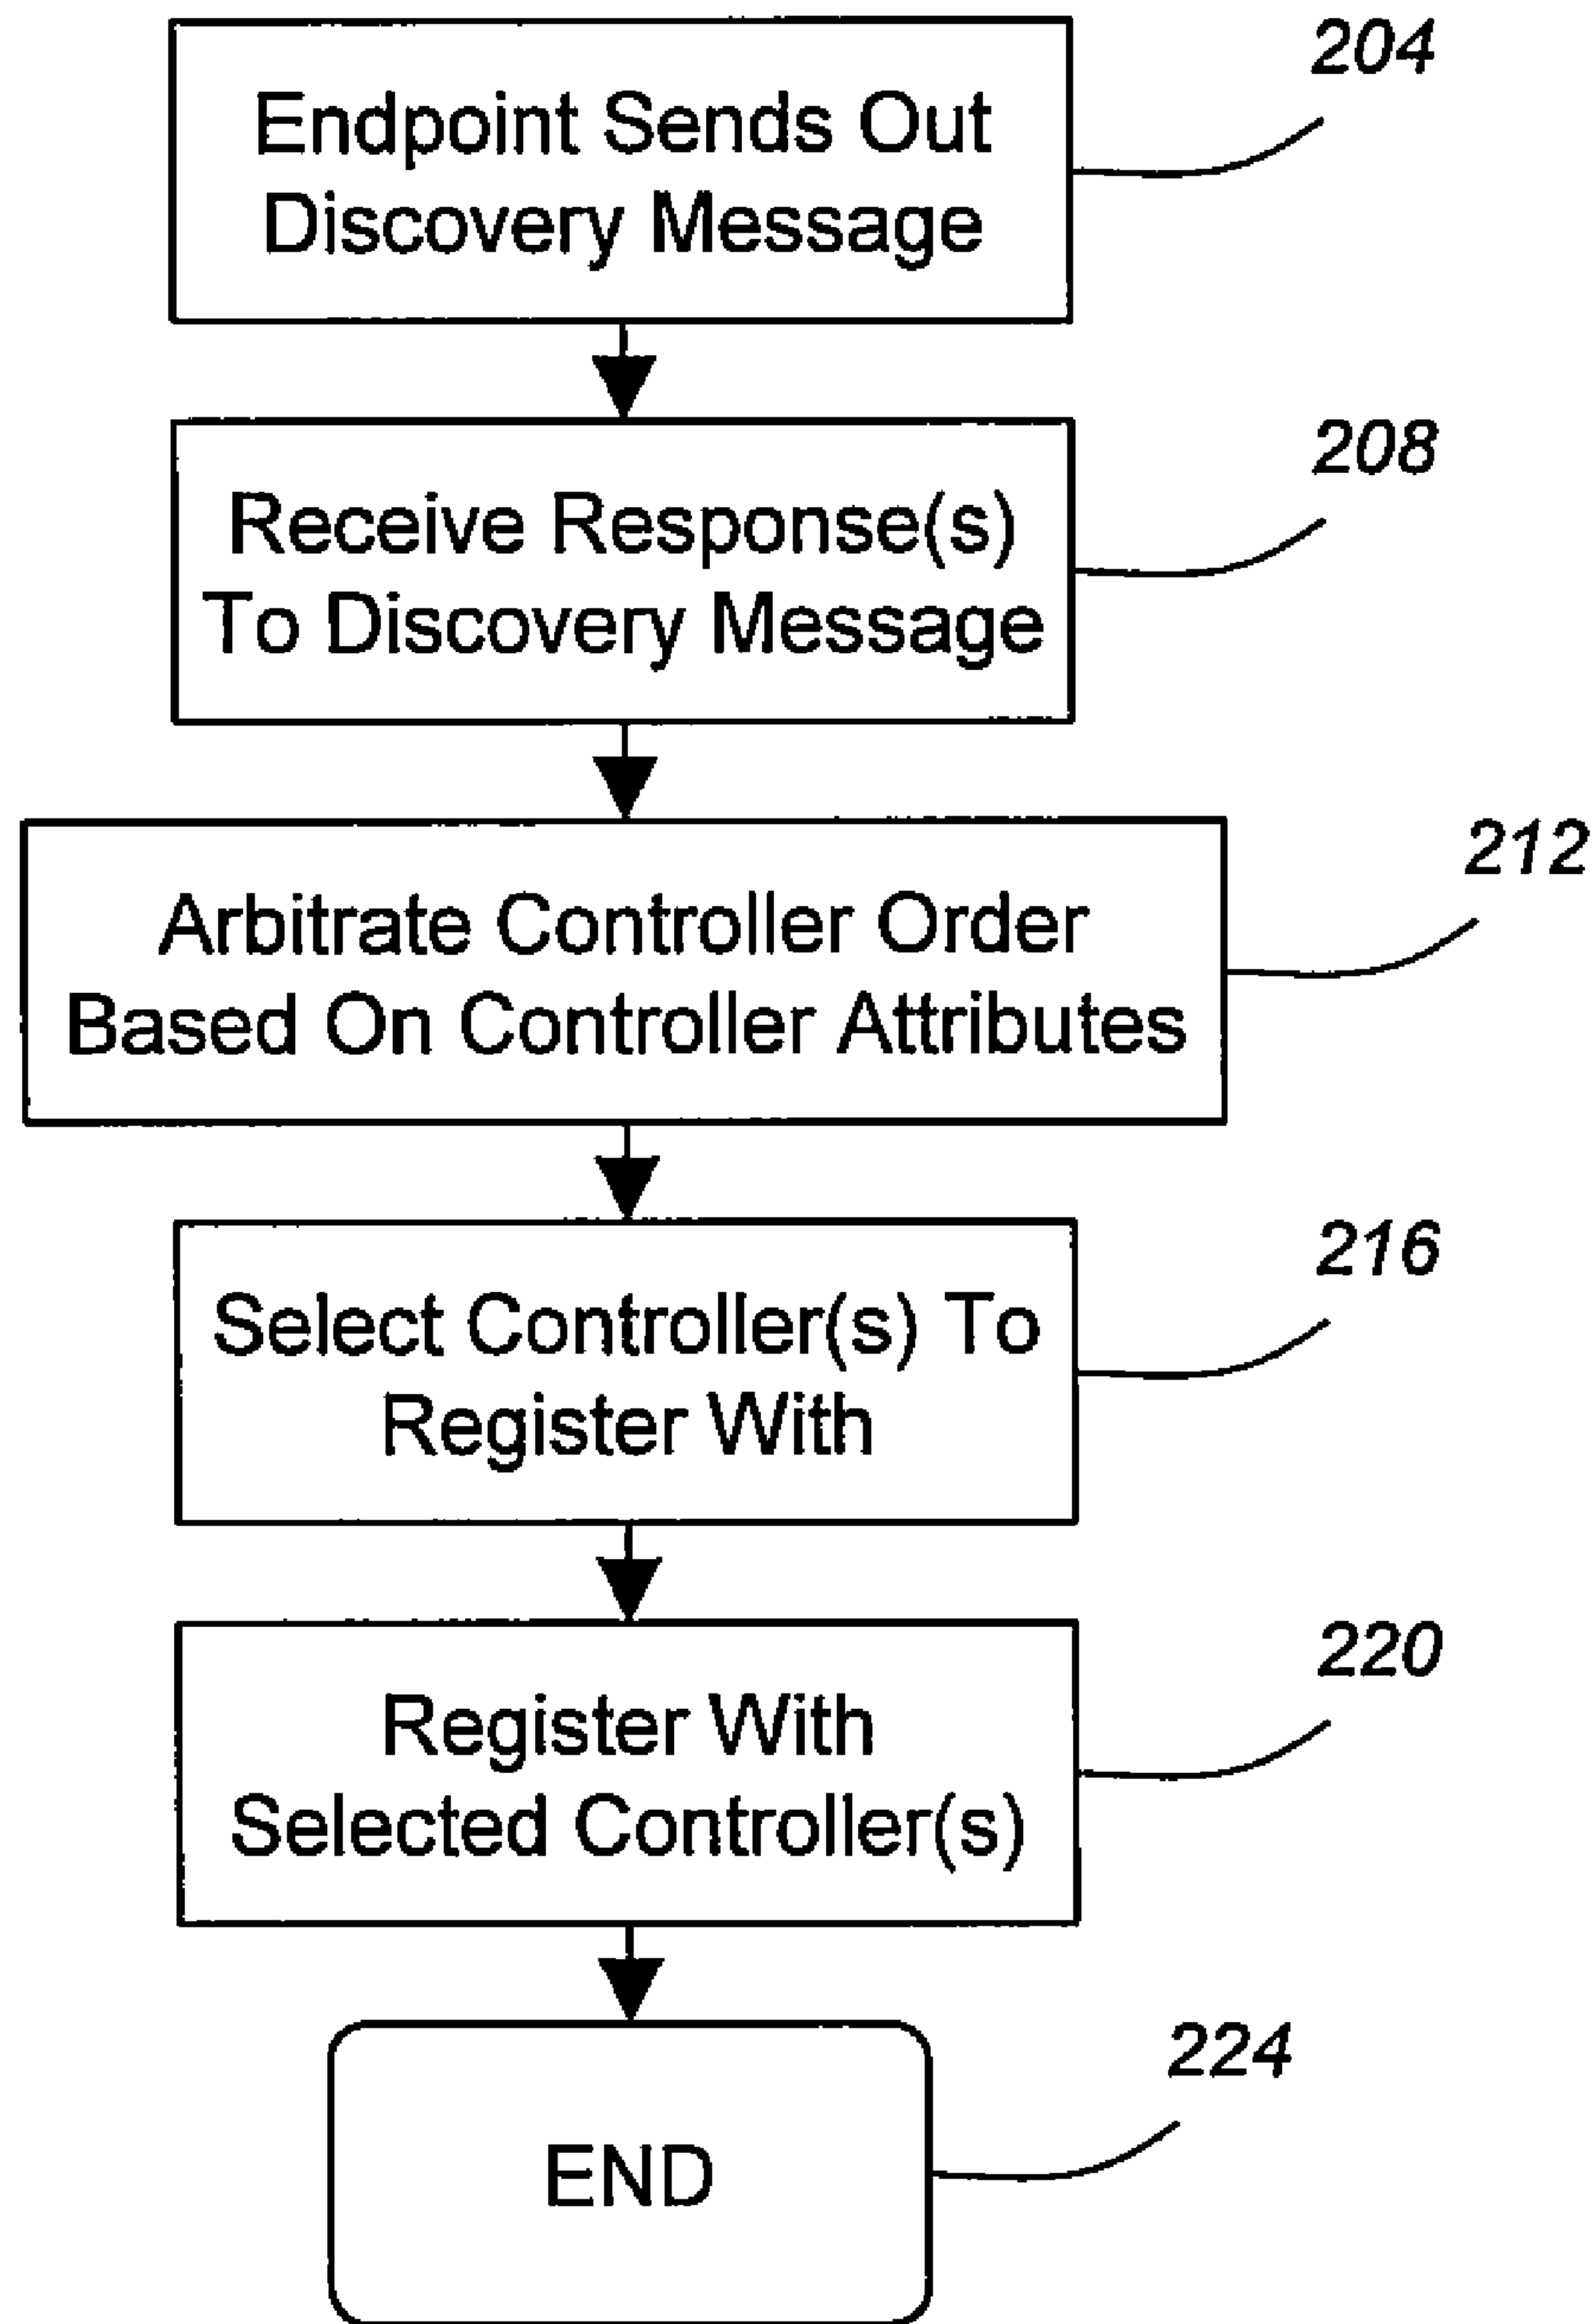 204
Endpoint Sends Out
Discovery Message
208
Receive Response(s)
To Discovery Message
212
Arbitrate Controller Order
Based On Controller Attributes
216
Select Controller(s) To
Register With
220
Register With
Selected Controller(s)
224
END